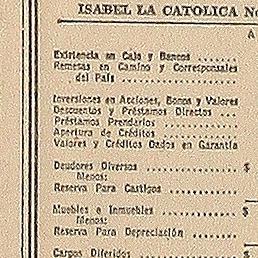 ISABEL LA CATOLICA No
A
Existencia en Caja y Bancos .......
Remesas en Camino y Corresponsales
del País ....................
Inversiones en Acciones, Bonos y Valores
Descuentos y Préstamos Directos ...
Préstamos Prendarios .............
Apertura de Créditos ..............
Valores y Créditos Dados en Garantía
Deudores Diversos ................ $
Menos:
Reserva Para Castigos .............
Muebles e Inmuebles .............. $
Menos:
Reserva Para Depreciación .........
Cargos Diferidos ................. $